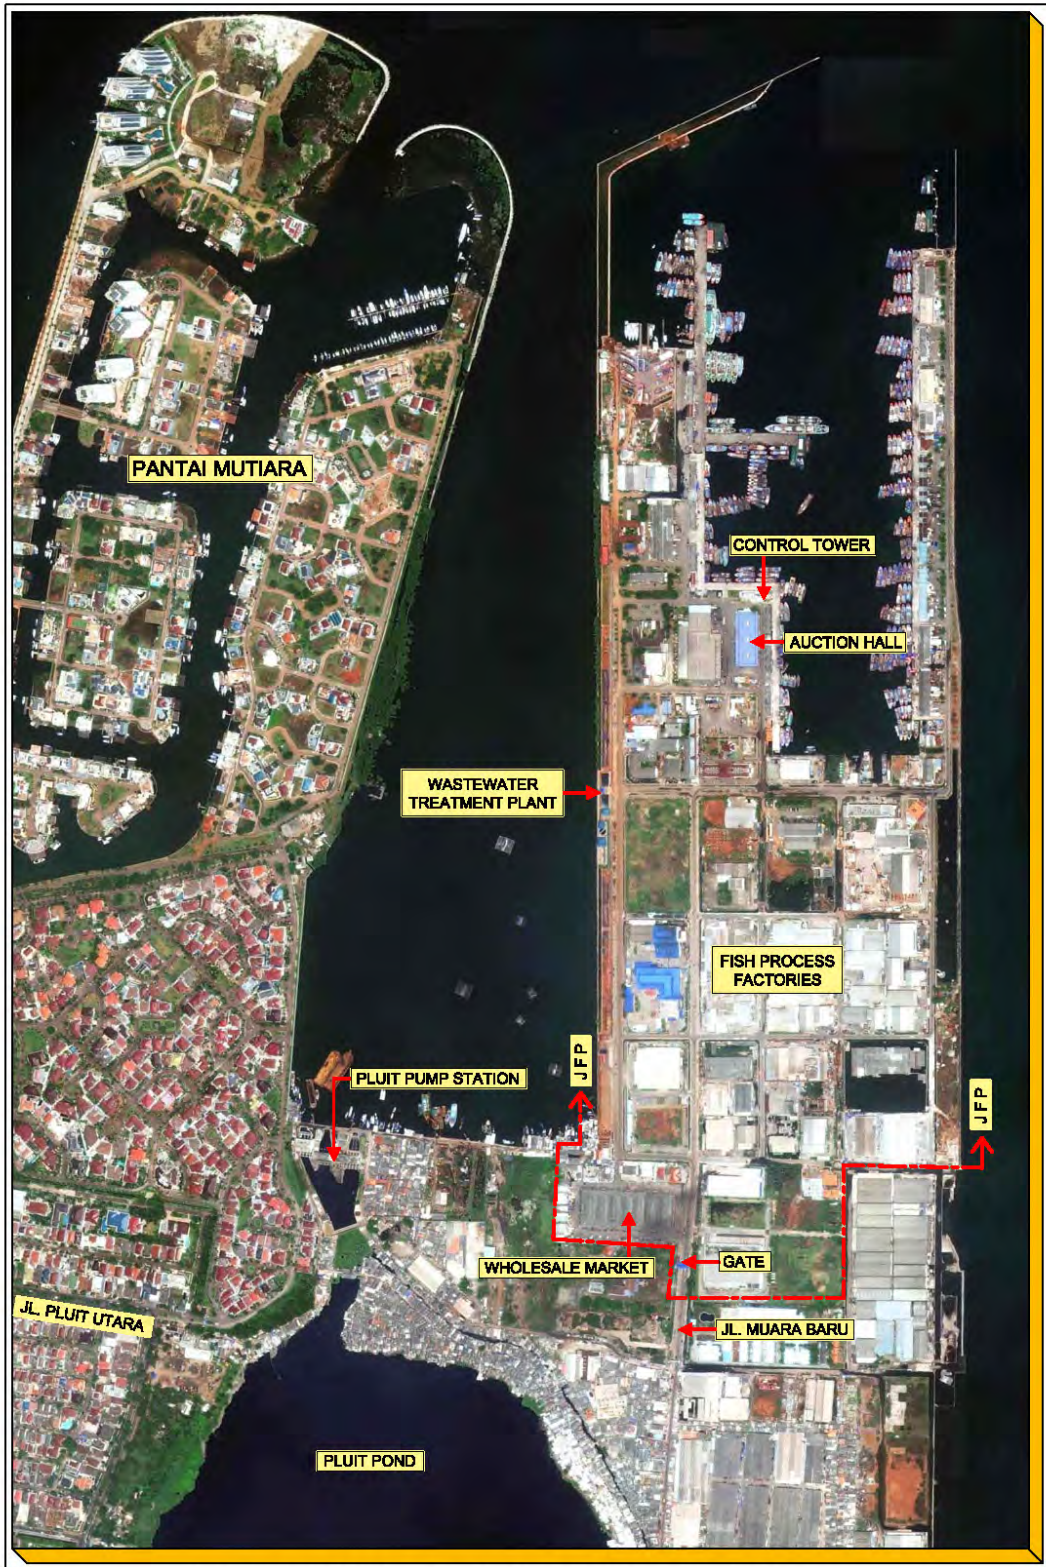 PANTAI MUTIARA
CONTROL TOWER
AUCTION HALL
WASTEWATER
TREATMENT PLANT
FISH PROCESS
FACTORIES
JFP
PLUIT PUMP STATION
JFP
WHOLESALE MARKET
GATE
JL. PLUIT UTARA
JL. MUARA BARU
PLUIT POND